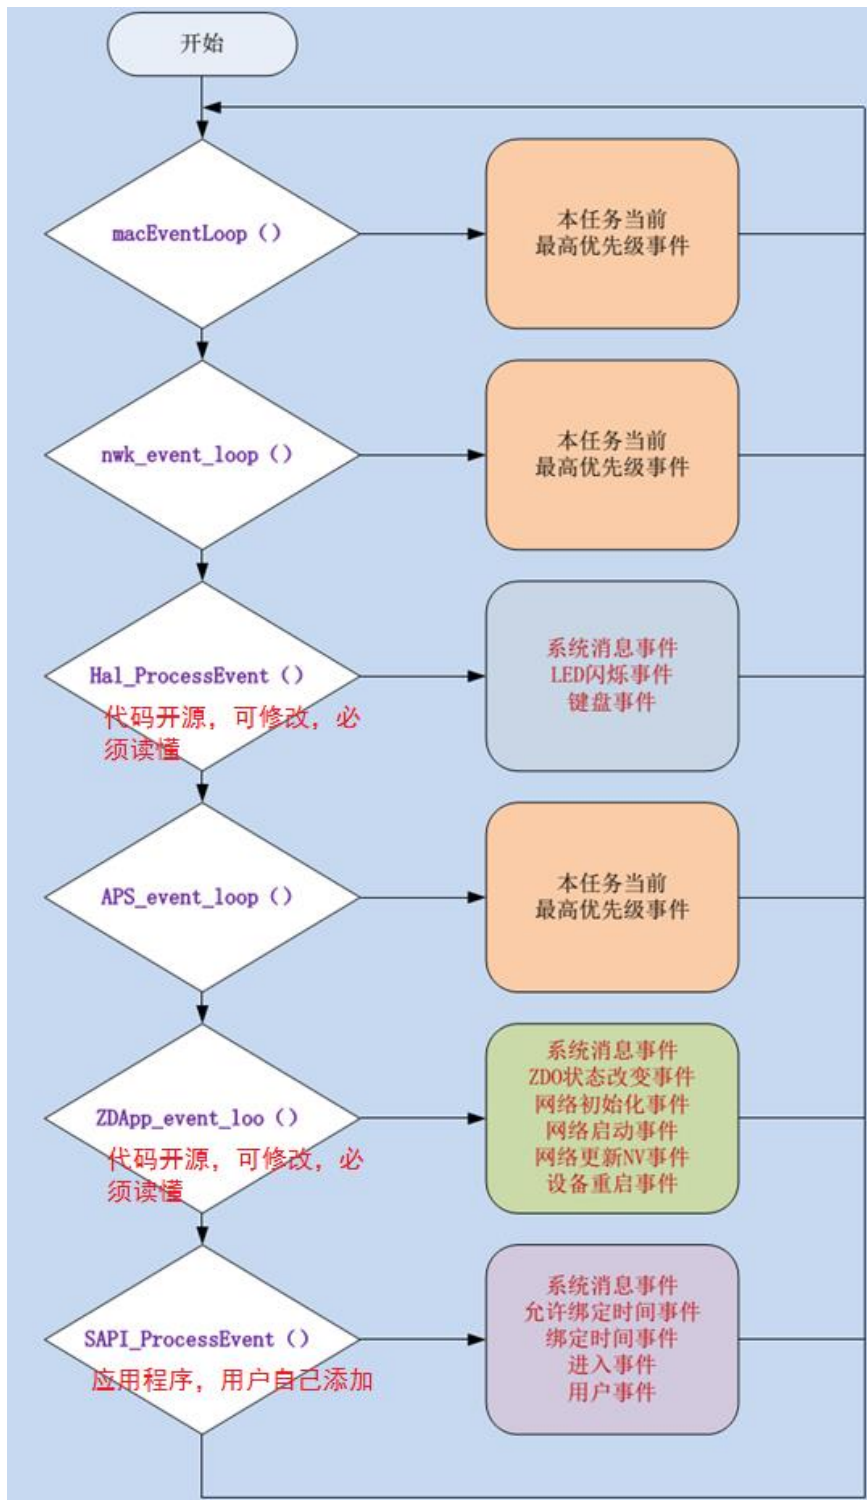 开始
macEventLoop（）
本任务当前
最高优先级事件
nwk_event_loop（）
本任务当前
最高优先级事件
Hal_ProcessEvent（）
代码开源，可修改，必
须读懂
系统消息事件
LED闪烁事件
键盘事件
APS_event_loop（）
本任务当前
最高优先级事件
ZDApp_event_loo（）
代码开源，可修改，必
须读懂
系统消息事件
ZDO状态改变事件
网络初始化事件
网络启动事件
网络更新NV事件
设备重启事件
SAPI_ProcessEvent（）
应用程序，用户自己添加
系统消息事件
允许绑定时间事件
绑定时间事件
进入事件
用户事件